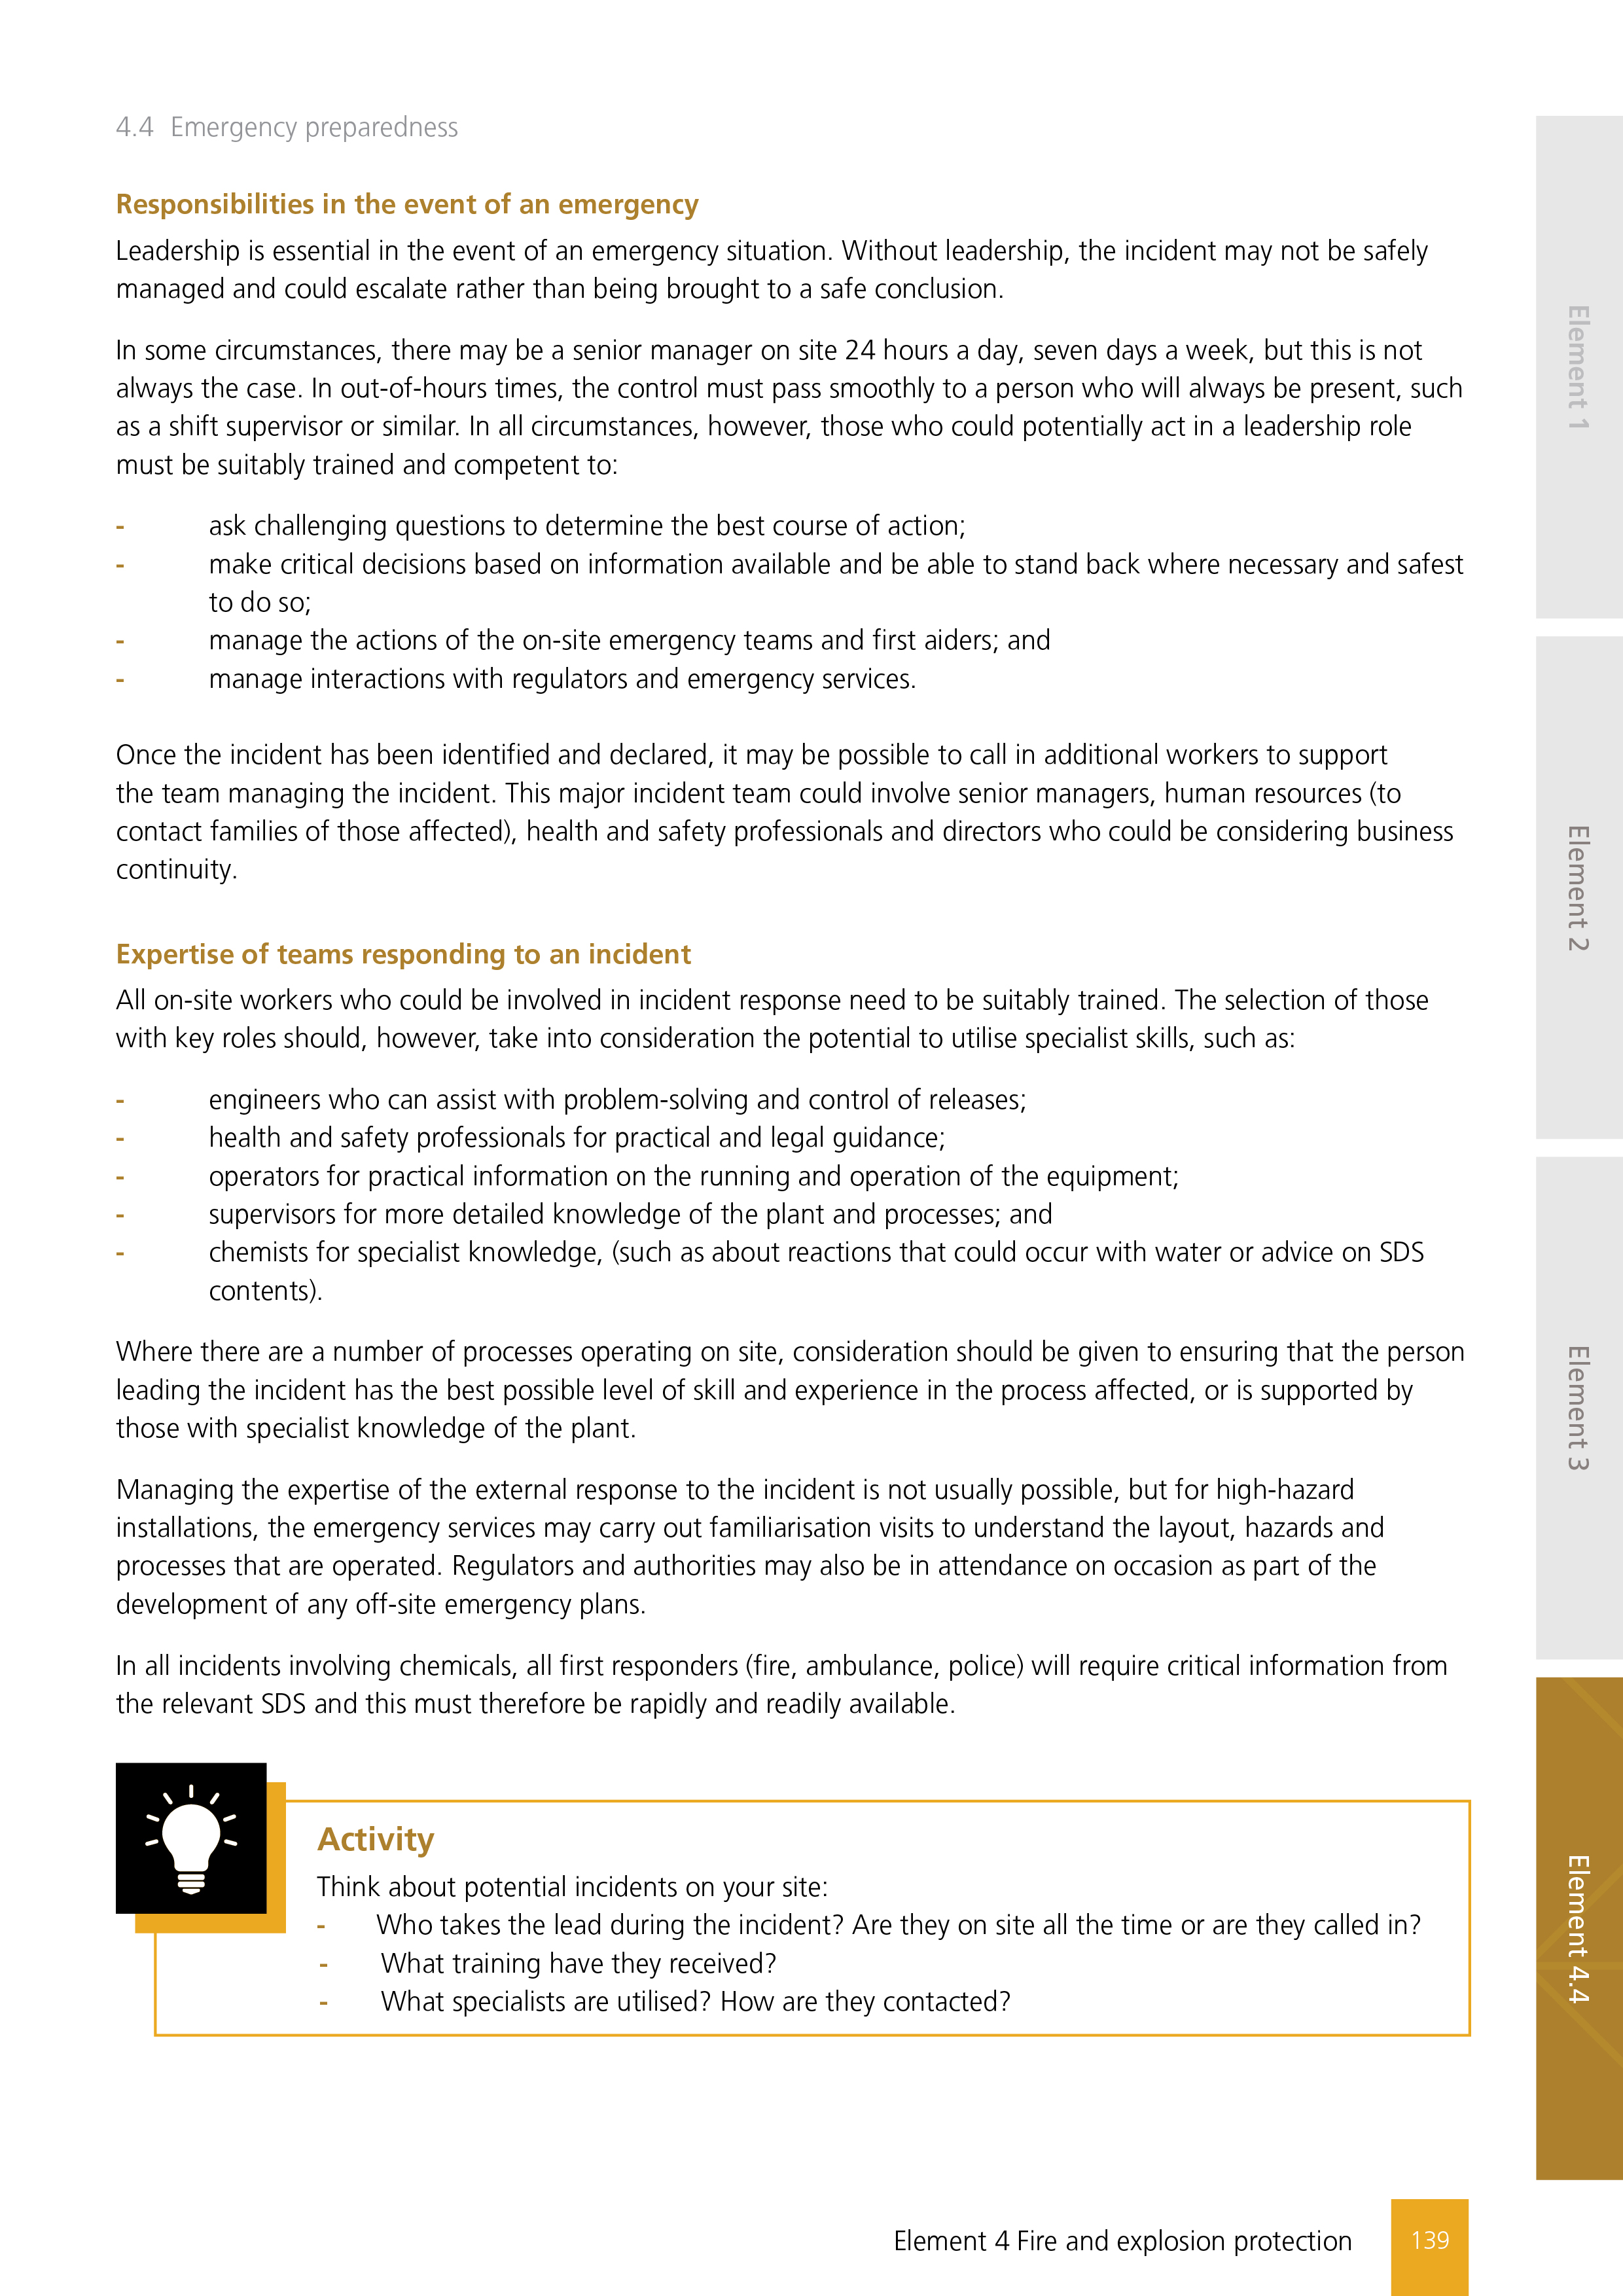 4.4 Emergency preparedness
Responsibilities in the event of an emergency
Leadership is essential in the event of an emergency situation. Without leadership, the incident may not be safely
managed and could escalate rather than being brought to a safe conclusion.
In some circumstances, there may be a senior manager on site 24 hours a day, seven days a week, but this is not
always the case. In out-of-hours times, the control must pass smoothly to a person who will always be present, such
as a shift supervisor or similar. In all circumstances, however, those who could potentially act in a leadership role
must be suitably trained and competent to:
- ask challenging questions to determine the best course of action;
- make critical decisions based on information available and be able to stand back where necessary and safest
to do so;
- manage the actions of the on-site emergency teams and first aiders; and
- manage interactions with regulators and emergency services.
Once the incident has been identified and declared, it may be possible to call in additional workers to support
the team managing the incident. This major incident team could involve senior managers, human resources (to
contact families of those affected), health and safety professionals and directors who could be considering business
continuity.
Expertise of teams responding to an incident
All on-site workers who could be involved in incident response need to be suitably trained. The selection of those
with key roles should, however, take into consideration the potential to utilise specialist skills, such as:
- engineers who can assist with problem-solving and control of releases;
- health and safety professionals for practical and legal guidance;
- operators for practical information on the running and operation of the equipment;
- supervisors for more detailed knowledge of the plant and processes; and
- chemists for specialist knowledge, (such as about reactions that could occur with water or advice on SDS
contents).
Where there are a number of processes operating on site, consideration should be given to ensuring that the person
leading the incident has the best possible level of skill and experience in the process affected, or is supported by
those with specialist knowledge of the plant.
Managing the expertise of the external response to the incident is not usually possible, but for high-hazard
installations, the emergency services may carry out familiarisation visits to understand the layout, hazards and
processes that are operated. Regulators and authorities may also be in attendance on occasion as part of the
development of any off-site emergency plans.
In all incidents involving chemicals, all first responders (fire, ambulance, police) will require critical information from
the relevant SDS and this must therefore be rapidly and readily available.
Activity
Think about potential incidents on your site:
- Who takes the lead during the incident? Are they on site all the time or are they called in?
- What training have they received?
- What specialists are utilised? How are they contacted?
Element 1
Element 2
Element 3
Element 4.4
Element 4 Fire and explosion protection
139